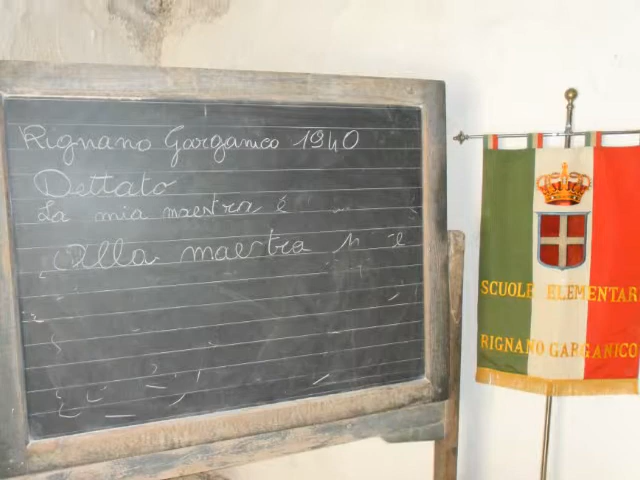 Rignano Garganico 1940
Dettato
La mia maestra è
Alla maestra
SCUOLE ELEMENTAR
RIGNANO GARGANICO